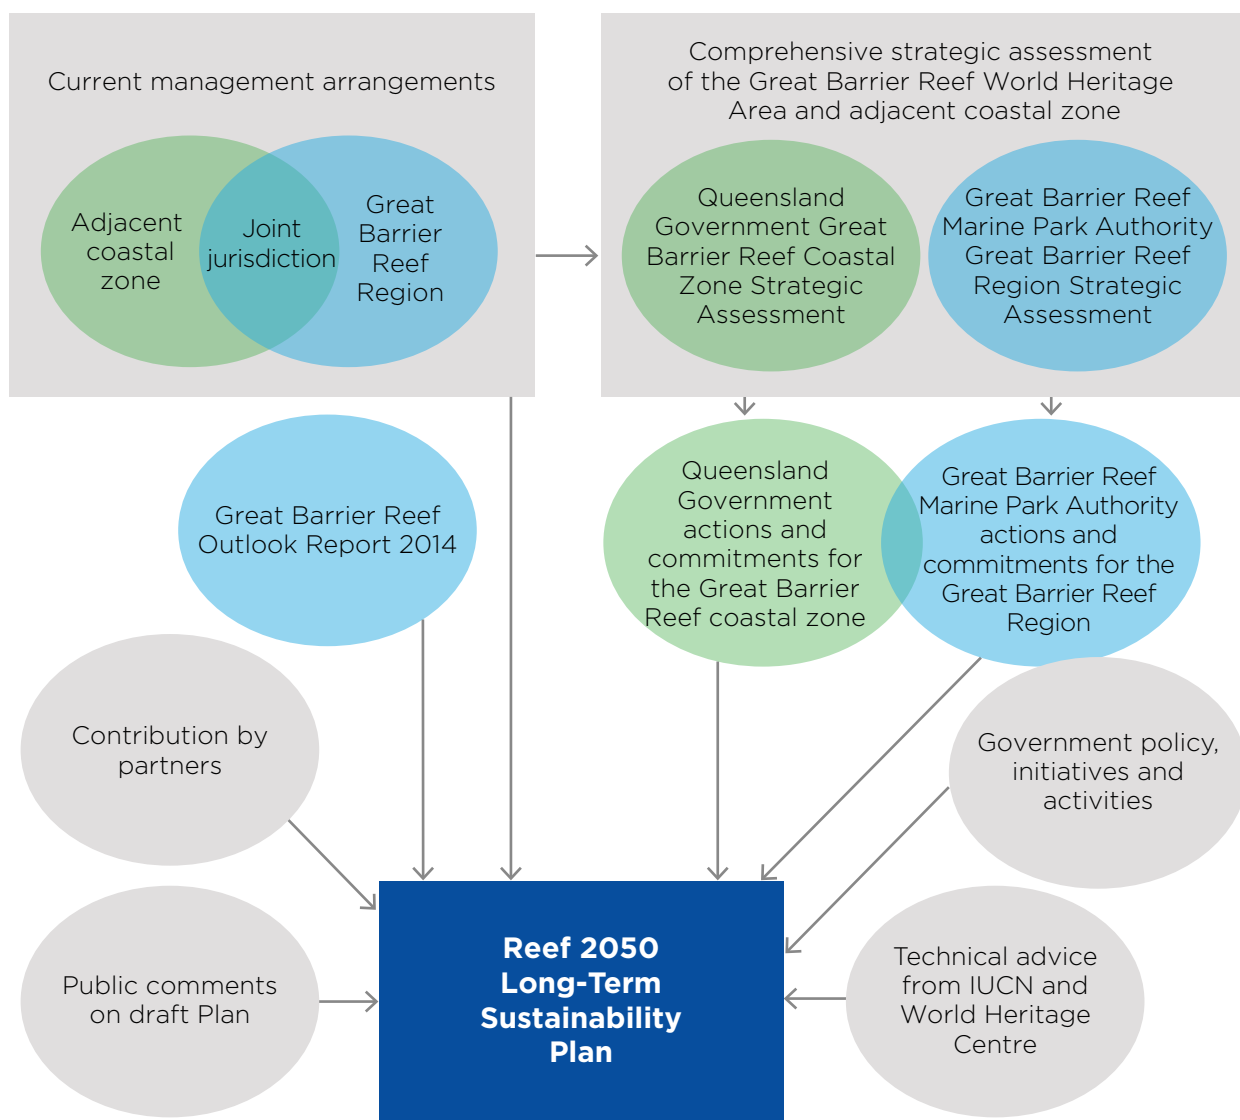 Current management arrangements
Adjacent
coastal
zone
Joint
jurisdiction
Great
Barrier
Reef
Region
Comprehensive strategic assessment
of the Great Barrier Reef World Heritage
Area and adjacent coastal zone
Queensland
Government Great
Barrier Reef Coastal
Zone Strategic
Assessment
Great Barrier Reef
Marine Park Authority
Great Barrier Reef
Region Strategic
Assessment
Great Barrier Reef
Outlook Report 2014
Queensland
Government
actions and
commitments for
the Great Barrier
Reef coastal zone
Great Barrier Reef
Marine Park Authority
actions and
commitments for the
Great Barrier Reef
Region
Contribution by
partners
Government policy,
initiatives and
activities
Public comments
on draft Plan
Reef 2050
Long-Term
Sustainability
Plan
Technical advice
from IUCN and
World Heritage
Centre